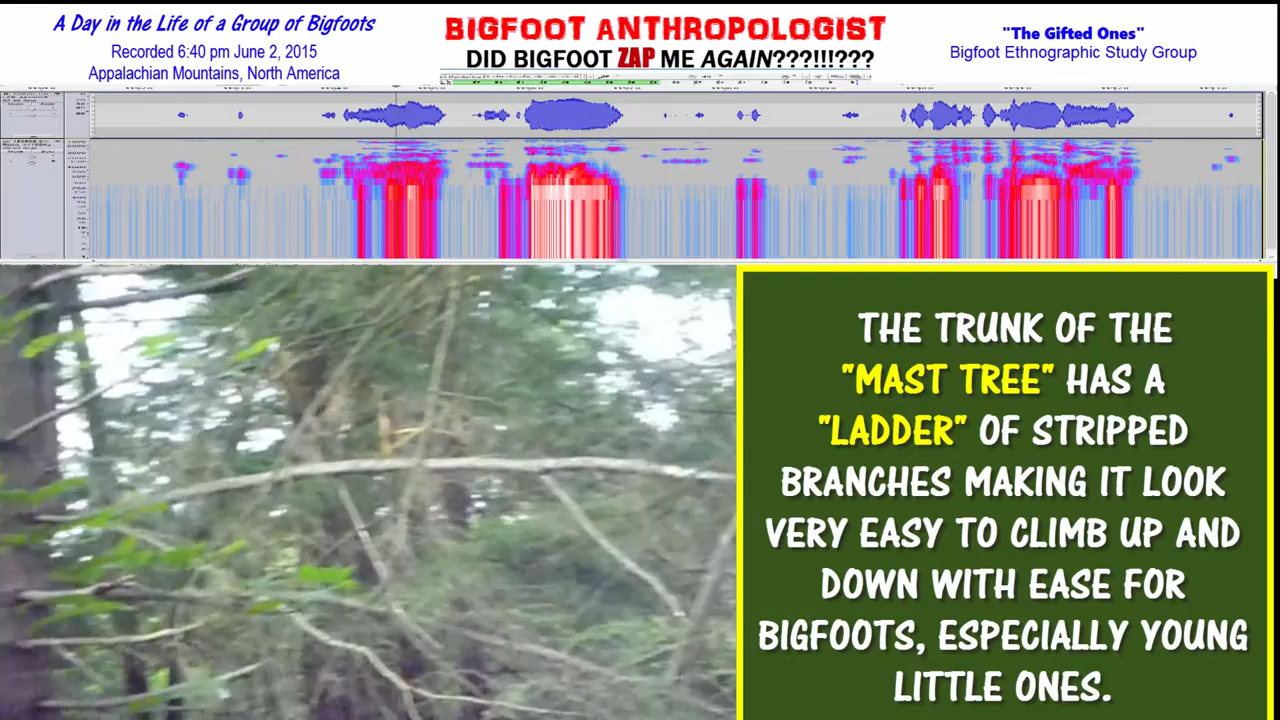 A Day in the Life of a Group of Bigfoots
Recorded 6:40 pm June 2, 2015
Appalachian Mountains, North America
BIGFOOT ANTHROPOLOGIST
DID BIGFOOT ZAP ME AGAIN???!!!???
"The Gifted Ones"
Bigfoot Ethnographic Study Group
THE TRUNK OF THE
"MAST TREE" HAS A
"LADDER" OF STRIPPED
BRANCHES MAKING IT LOOK
VERY EASY TO CLIMB UP AND
DOWN WITH EASE FOR
BIGFOOTS, ESPECIALLY YOUNG
LITTLE ONES.